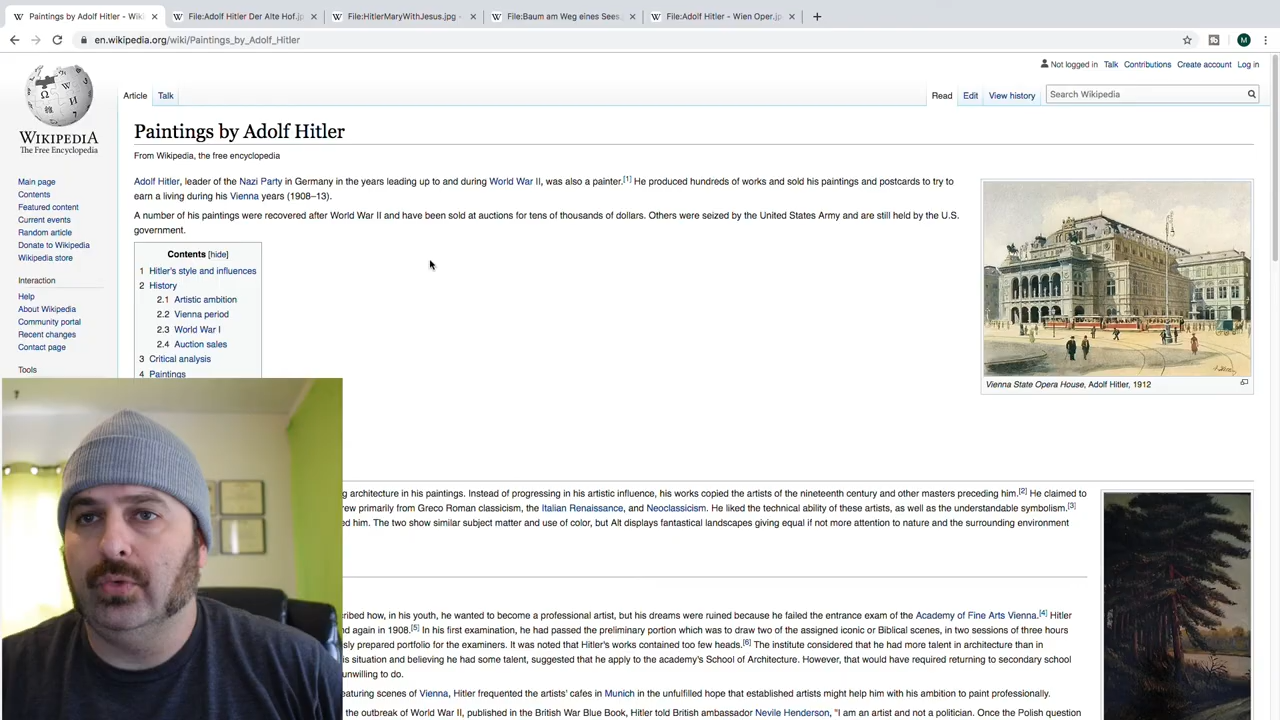 Paintings by Adolf Hitler - Wiki
File:Adolf Hitler Der Alte Hof.jp
File:HitlerMaryWithJesus.jpg -
File:Baum am Weg eines Sees.
File:Adolf Hitler - Wien Oper.jp
en.wikipedia.org/wiki/Paintings_by_Adolf_Hitler
M
Not logged in Talk Contributions Create account Log in
Article Talk
Read Edit View history
Search Wikipedia
WIKIPEDIA
The Free Encyclopedia
Main page
Contents
Featured content
Current events
Random article
Donate to Wikipedia
Wikipedia store
Interaction
Help
About Wikipedia
Community portal
Recent changes
Contact page
Tools
Paintings by Adolf Hitler
From Wikipedia, the free encyclopedia
Adolf Hitler, leader of the Nazi Party in Germany in the years leading up to and during World War II, was also a painter.[1] He produced hundreds of works and sold his paintings and postcards to try to
earn a living during his Vienna years (1908–13).
A number of his paintings were recovered after World War II and have been sold at auctions for tens of thousands of dollars. Others were seized by the United States Army and are still held by the U.S.
government.
Contents [hide]
1 Hitler's style and influences
2 History
2.1 Artistic ambition
2.2 Vienna period
2.3 World War I
2.4 Auction sales
3 Critical analysis
4 Paintings
Vienna State Opera House, Adolf Hitler, 1912
g architecture in his paintings. Instead of progressing in his artistic influence, his works copied the artists of the nineteenth century and other masters preceding him.[2] He claimed to
rew primarily from Greco Roman classicism, the Italian Renaissance, and Neoclassicism. He liked the technical ability of these artists, as well as the understandable symbolism.[3]
ed him. The two show similar subject matter and use of color, but Alt displays fantastical landscapes giving equal if not more attention to nature and the surrounding environment
ribed how, in his youth, he wanted to become a professional artist, but his dreams were ruined because he failed the entrance exam of the Academy of Fine Arts Vienna.[4] Hitler
nd again in 1908.[5] In his first examination, he had passed the preliminary portion which was to draw two of the assigned iconic or Biblical scenes, in two sessions of three hours
sly prepared portfolio for the examiners. It was noted that Hitler's works contained too few heads.[6] The institute considered that he had more talent in architecture than in
is situation and believing he had some talent, suggested that he apply to the academy's School of Architecture. However, that would have required returning to secondary school
unwilling to do.
eaturing scenes of Vienna, Hitler frequented the artists' cafes in Munich in the unfulfilled hope that established artists might help him with his ambition to paint professionally.
the outbreak of World War II, published in the British War Blue Book, Hitler told British ambassador Nevile Henderson, "I am an artist and not a politician. Once the Polish question